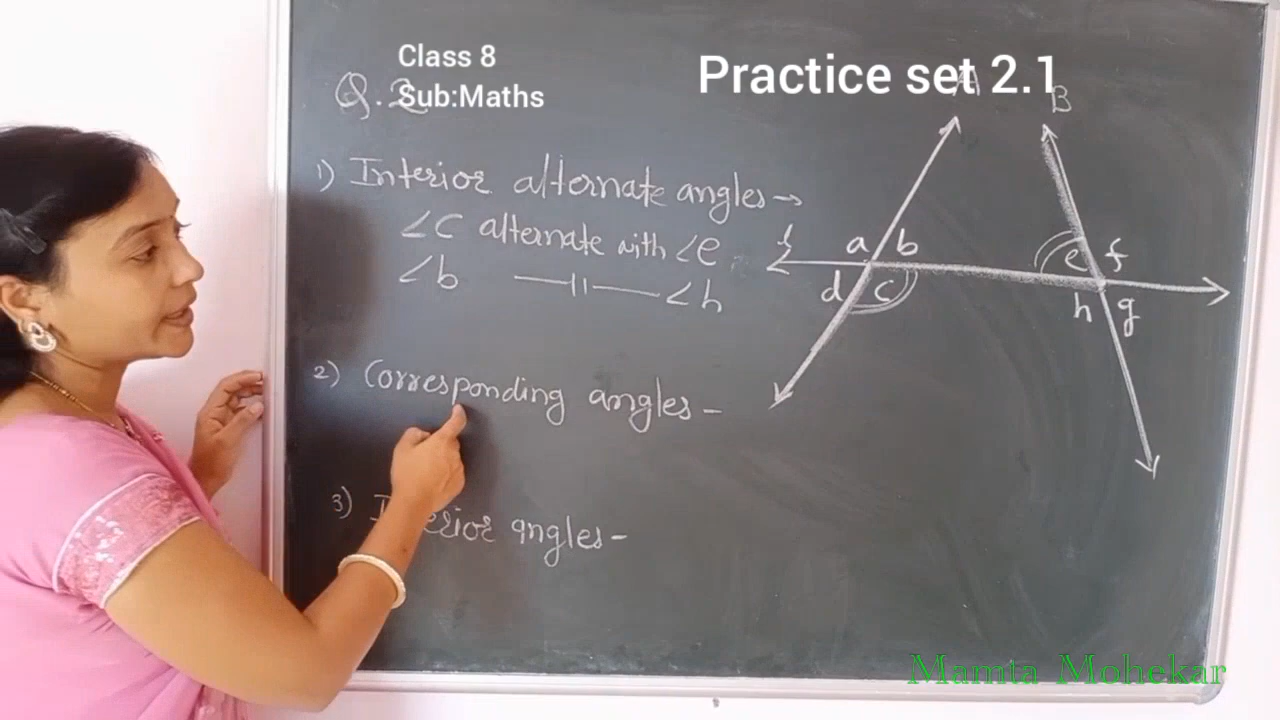 Class 8
Practice set 2.1
Q. 2
Sub:Maths
A
B
1) Interior alternate angles →
∠c alternate with ∠e
∠b —||— ∠h
a b
d c
e f
h g
2) Corresponding angles -
3) Interior angles -
Mamta Mohekar